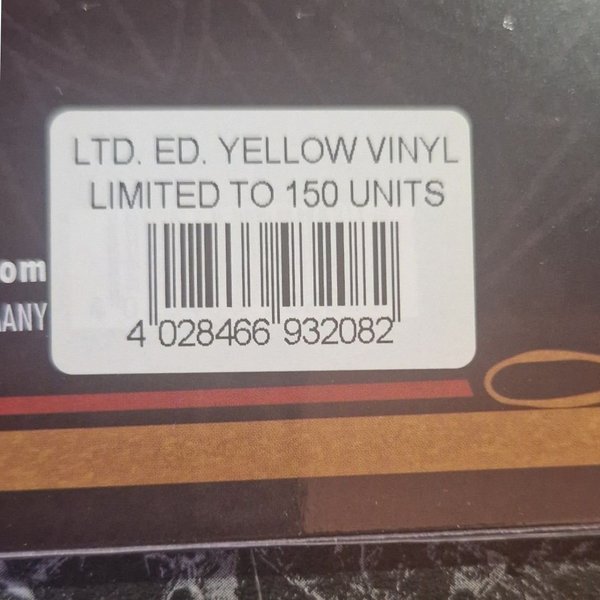 LTD. ED. YELLOW VINYL
LIMITED TO 150 UNITS
om
ANY
4 028466 932082